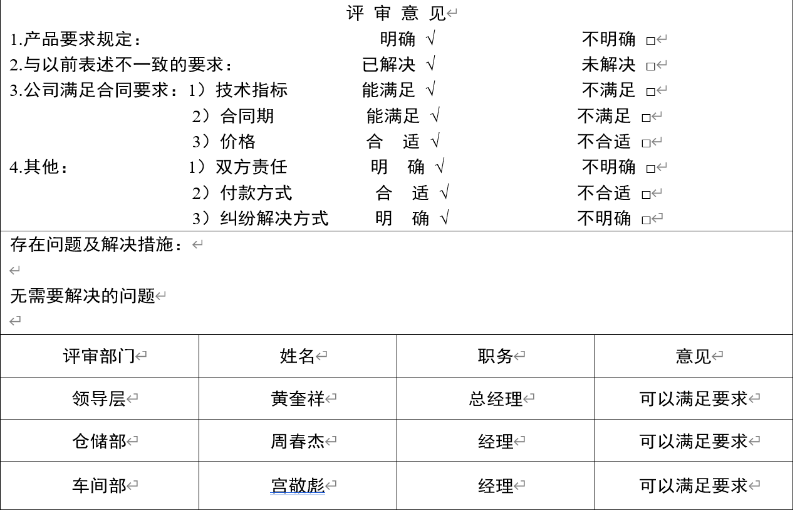 评 审 意 见
1.产品要求规定： 明确 √ 不明确 □
2.与以前表述不一致的要求： 已解决 √ 未解决 □
3.公司满足合同要求：1）技术指标 能满足 √ 不满足 □
2）合同期 能满足 √ 不满足 □
3）价格 合 适 √ 不合适 □
4.其他： 1）双方责任 明 确 √ 不明确 □
2）付款方式 合 适 √ 不合适 □
3）纠纷解决方式 明 确 √ 不明确 □
存在问题及解决措施：
无需要解决的问题
评审部门 姓名 职务 意见
领导层 黄奎祥 总经理 可以满足要求
仓储部 周春杰 经理 可以满足要求
车间部 宫敬彪 经理 可以满足要求